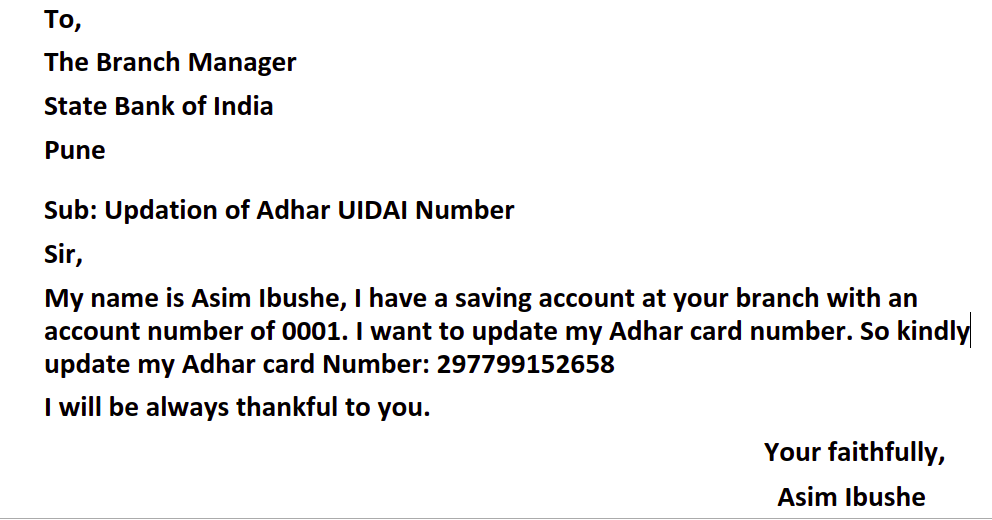 To,
The Branch Manager
State Bank of India
Pune
Sub: Updation of Adhar UIDAI Number
Sir,
My name is Asim Ibushe, I have a saving account at your branch with an
account number of 0001. I want to update my Adhar card number. So kindly
update my Adhar card Number: 297799152658
I will be always thankful to you.
Your faithfully,
Asim Ibushe